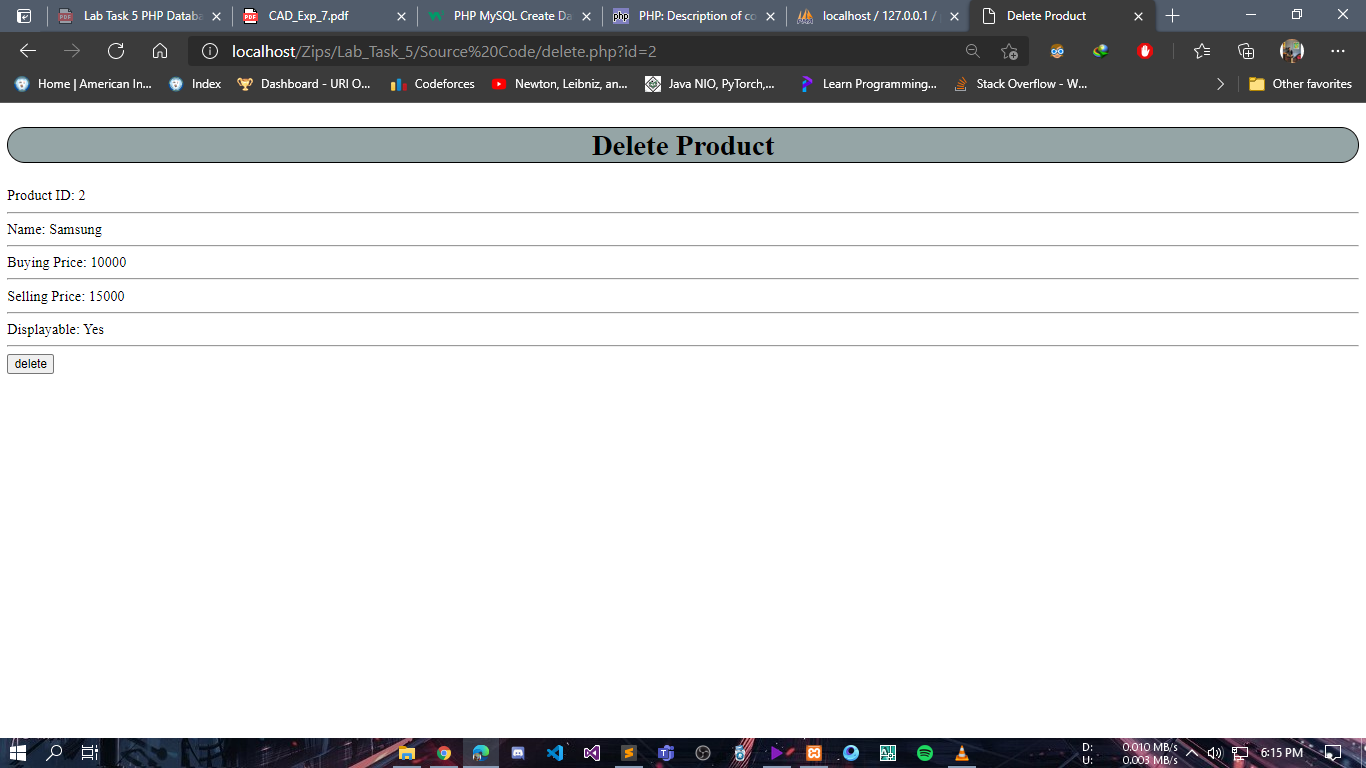 Lab Task 5 PHP Databa
CAD_Exp_7.pdf
PHP MySQL Create Da
PHP: Description of co
localhost / 127.0.0.1 /
Delete Product
localhost/Zips/Lab_Task_5/Source%20Code/delete.php?id=2
Home | American In...
Index
Dashboard - URI O...
Codeforces
Newton, Leibniz, an...
Java NIO, PyTorch,...
Learn Programming...
Stack Overflow - W...
Other favorites
Delete Product
Product ID: 2
Name: Samsung
Buying Price: 10000
Selling Price: 15000
Displayable: Yes
delete
D: 0.010 MB/s
U: 0.003 MB/s
6:15 PM